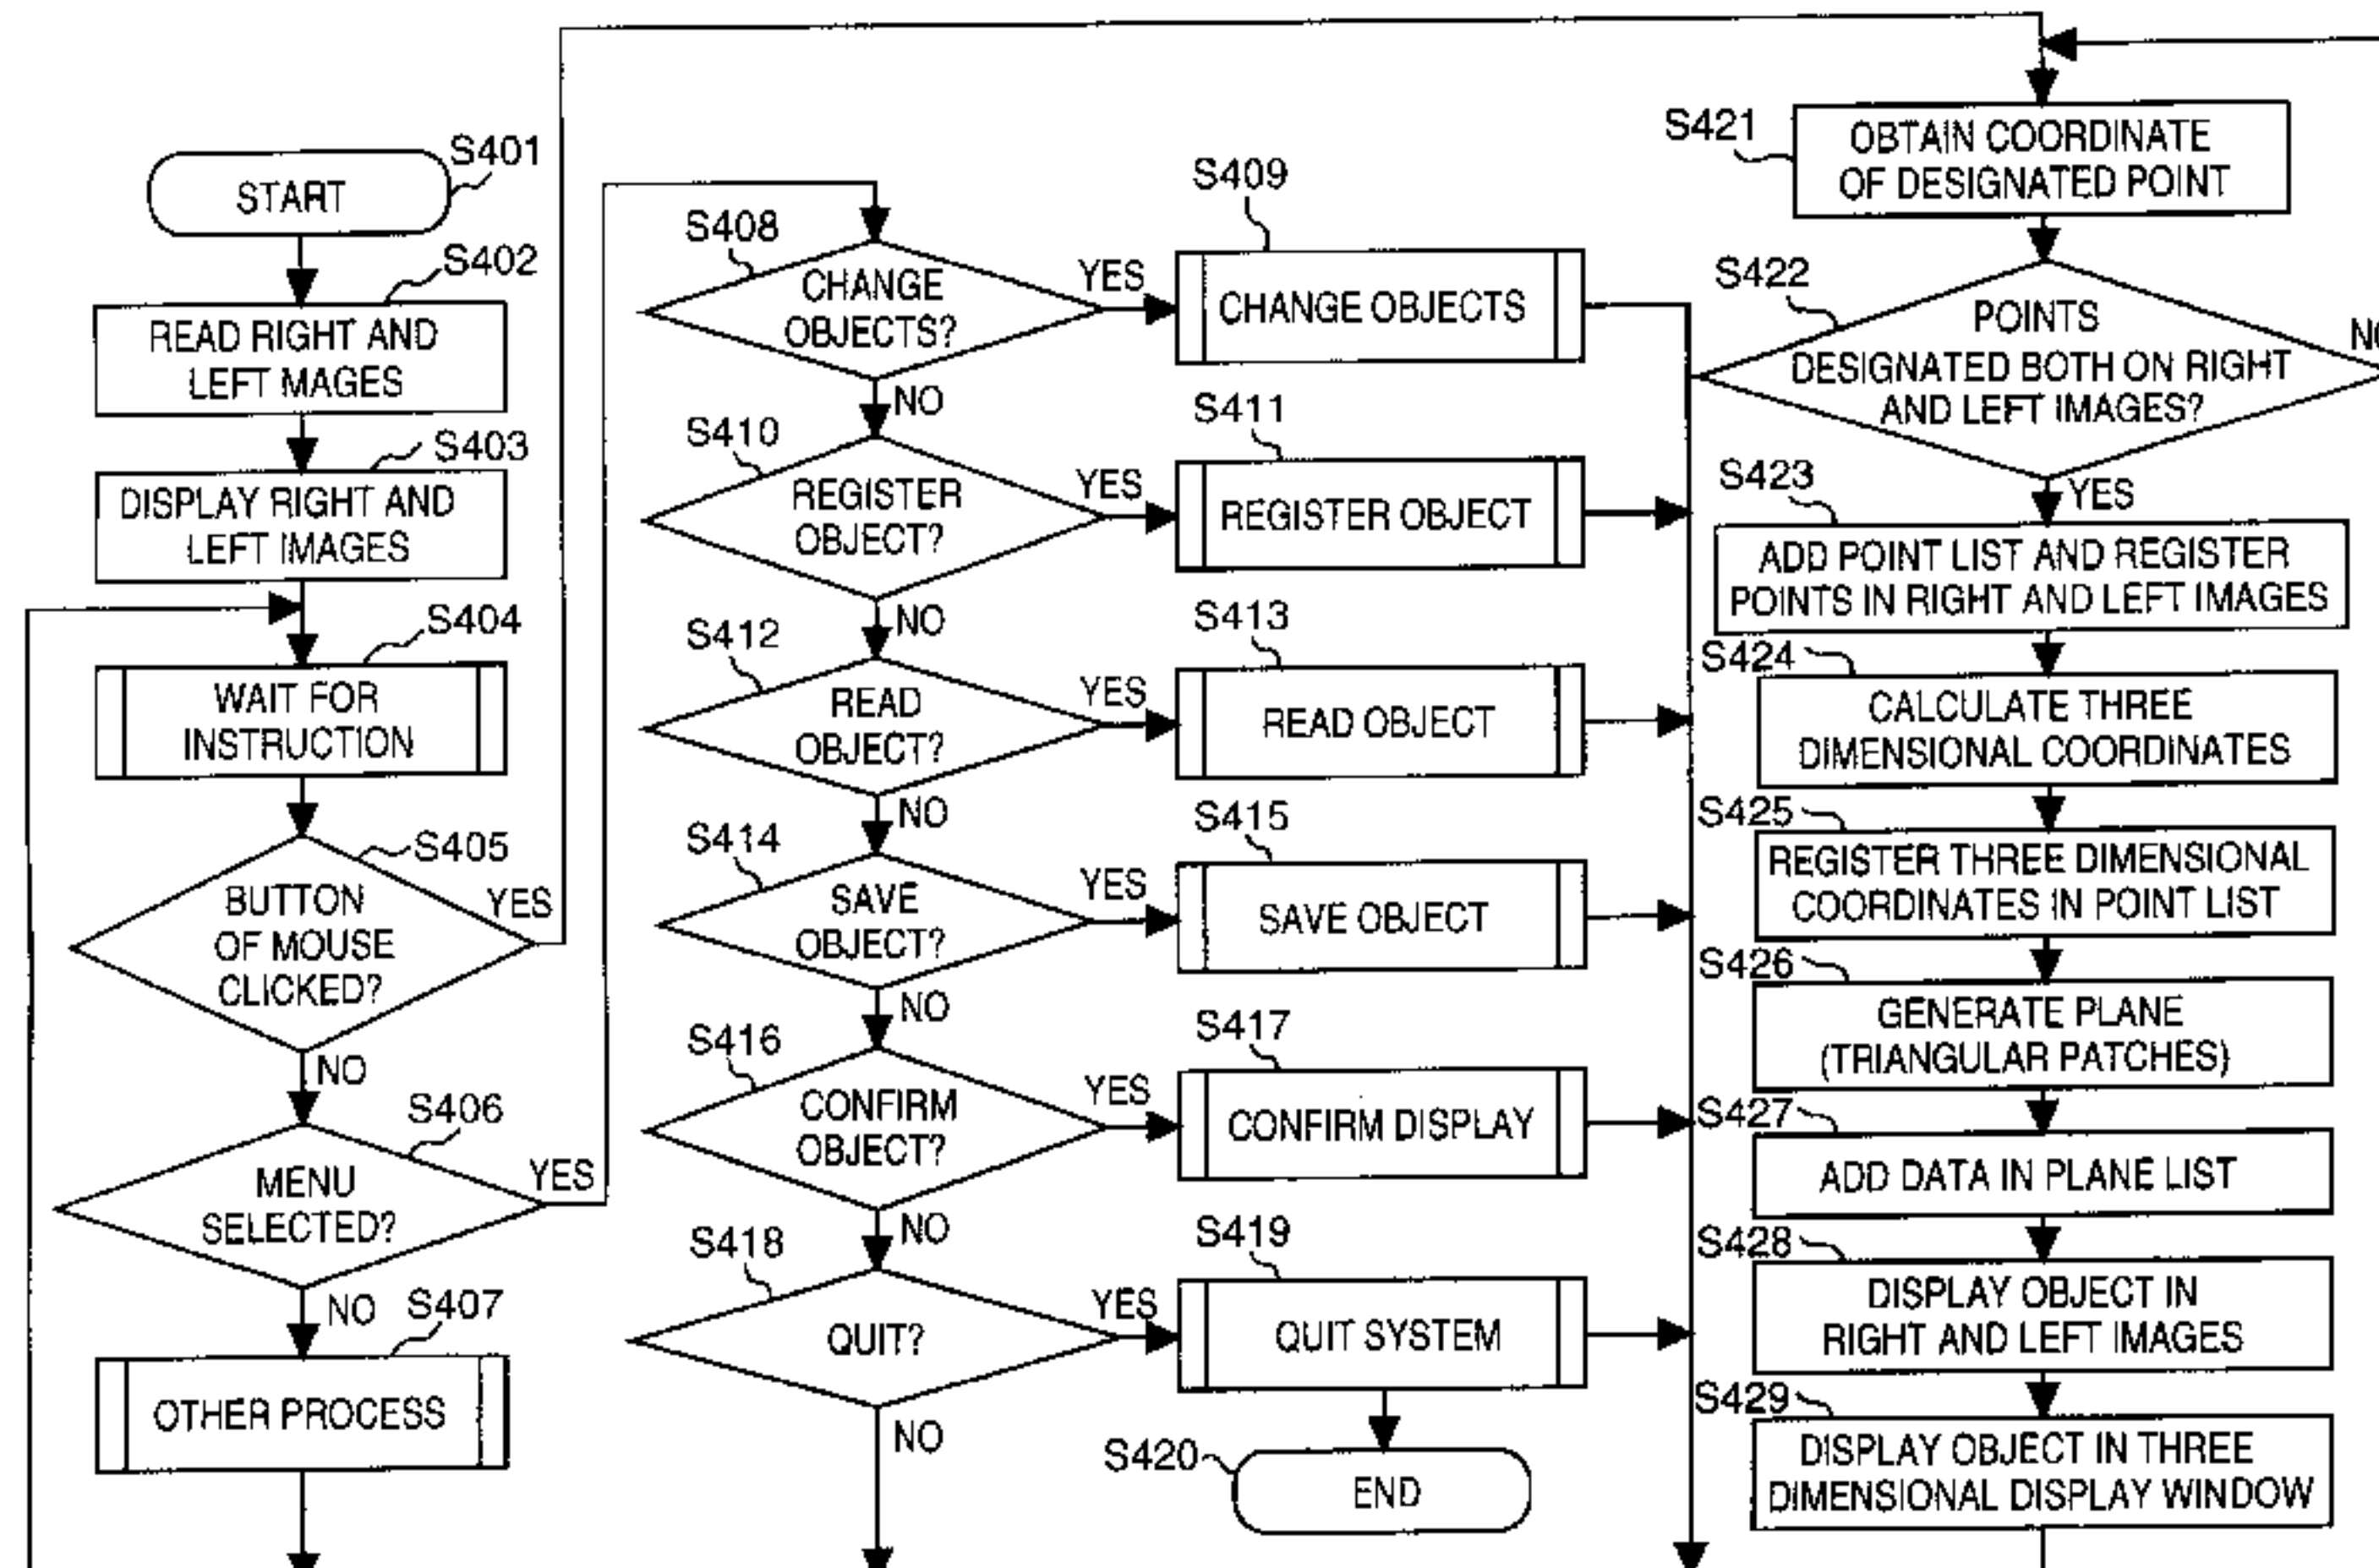 S401
START
S402
READ RIGHT AND
LEFT MAGES
S403
DISPLAY RIGHT AND
LEFT IMAGES
S404
WAIT FOR
INSTRUCTION
S405
BUTTON
OF MOUSE
CLICKED?
YES
NO
S406
MENU
SELECTED?
YES
NO
S407
OTHER PROCESS
S408
CHANGE
OBJECTS?
YES
NO
S409
CHANGE OBJECTS
S410
REGISTER
OBJECT?
YES
NO
S411
REGISTER OBJECT
S412
READ
OBJECT?
YES
NO
S413
READ OBJECT
S414
SAVE
OBJECT?
YES
NO
S415
SAVE OBJECT
S416
CONFIRM
OBJECT?
YES
NO
S417
CONFIRM DISPLAY
S418
QUIT?
YES
NO
S419
QUIT SYSTEM
S420
END
S421
OBTAIN COORDINATE
OF DESIGNATED POINT
S422
POINTS
DESIGNATED BOTH ON RIGHT
AND LEFT IMAGES?
NO
YES
S423
ADD POINT LIST AND REGISTER
POINTS IN RIGHT AND LEFT IMAGES
S424
CALCULATE THREE
DIMENSIONAL COORDINATES
S425
REGISTER THREE DIMENSIONAL
COORDINATES IN POINT LIST
S426
GENERATE PLANE
(TRIANGULAR PATCHES)
S427
ADD DATA IN PLANE LIST
S428
DISPLAY OBJECT IN
RIGHT AND LEFT IMAGES
S429
DISPLAY OBJECT IN THREE
DIMENSIONAL DISPLAY WINDOW